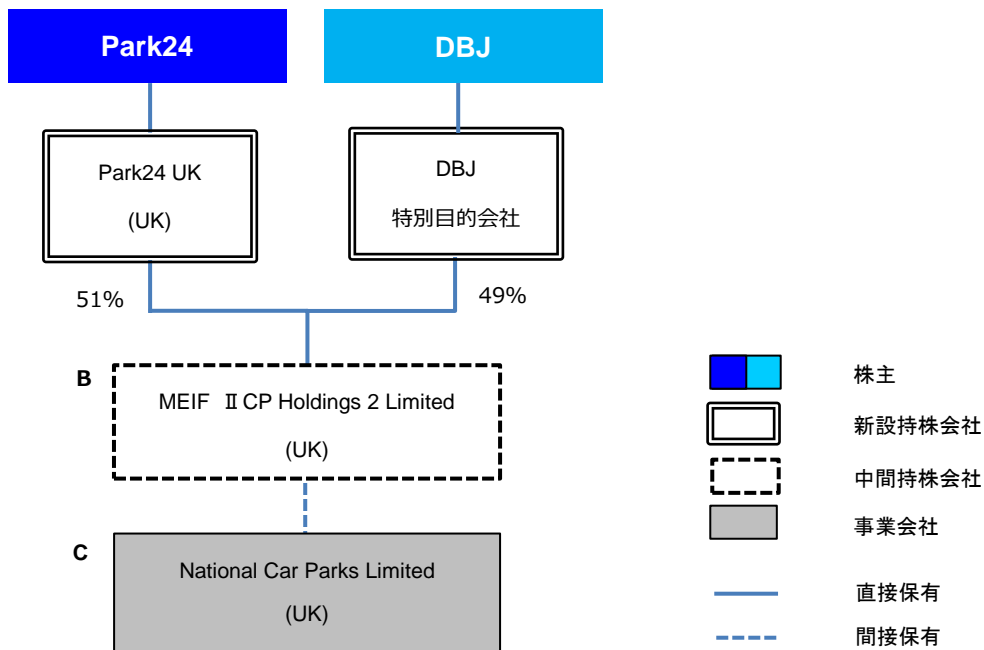 Park24
DBJ
Park24 UK
(UK)
DBJ
特別目的会社
51%
49%
B
MEIF Ⅱ CP Holdings 2 Limited
(UK)
C
National Car Parks Limited
(UK)
株主
新設持株会社
中間持株会社
事業会社
直接保有
間接保有